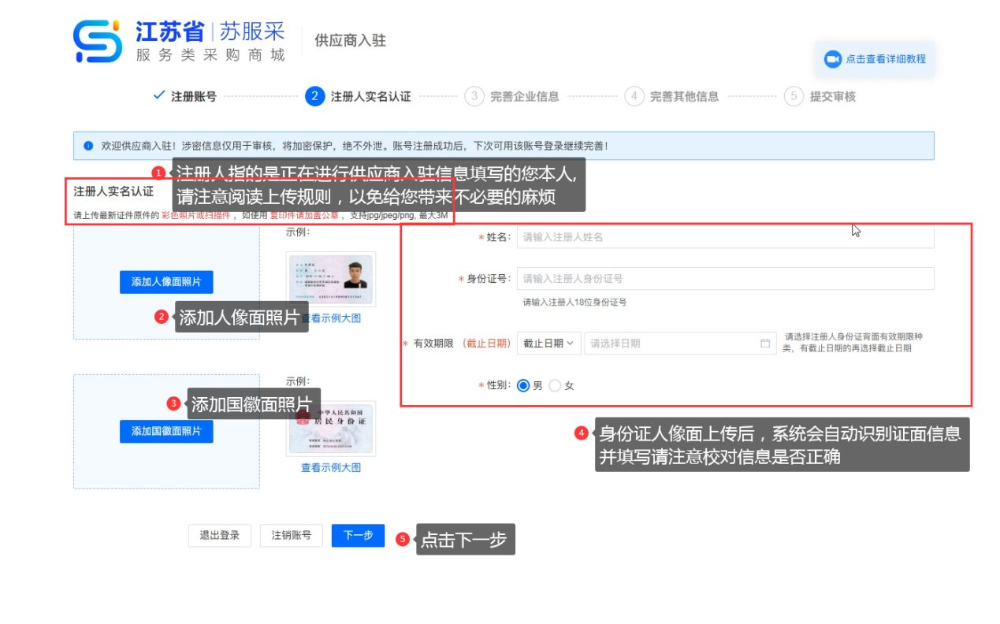 江苏省 苏服采
服务类采购商城
供应商入驻
点击查看详细教程
注册账号
2 注册人实名认证
3 完善企业信息
4 完善其他信息
5 提交审核
欢迎供应商入驻！涉密信息仅用于审核，将加密保护，绝不外泄。账号注册成功后，下次可用该账号登录继续完善！
1 注册人指的是正在进行供应商入驻信息填写的您本人,
请注意阅读上传规则，以免给您带来不必要的麻烦
注册人实名认证
请上传最新证件原件的 彩色照片或扫描件 ，如使用 复印件请加盖公章 ，支持jpg/jpeg/png, 最大3M
示例：
添加人像面照片
2 添加人像面照片
查看示例大图
* 姓名： 请输入注册人姓名
* 身份证号： 请输入注册人身份证号
请输入注册人18位身份证号
* 有效期限 （截止日期） 截止日期 请选择日期
请选择注册人身份证背面有效期限种
类，有截止日期的再选择截止日期
* 性别： 男 女
示例：
3 添加国徽面照片
添加国徽面照片
中华人民共和国
居民身份证
查看示例大图
4 身份证人像面上传后，系统会自动识别证面信息
并填写请注意校对信息是否正确
退出登录
注销账号
下一步
5 点击下一步